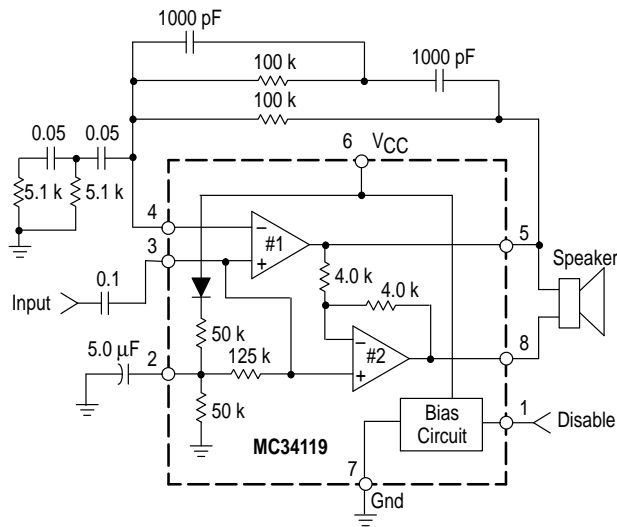 1000 pF
100 k
1000 pF
100 k
0.05
0.05
5.1 k
5.1 k
6
VCC
4
–
#1
+
3
5
Speaker
0.1
Input
4.0 k
4.0 k
50 k
5.0 µF
2
125 k
–
#2
+
8
50 k
MC34119
Bias
Circuit
1
Disable
7
Gnd